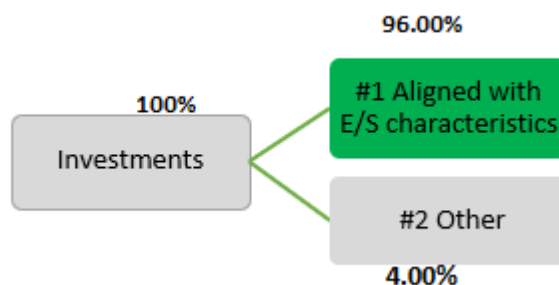 96.00%
#1 Aligned with
E/S characteristics
100%
Investments
#2 Other
4.00%